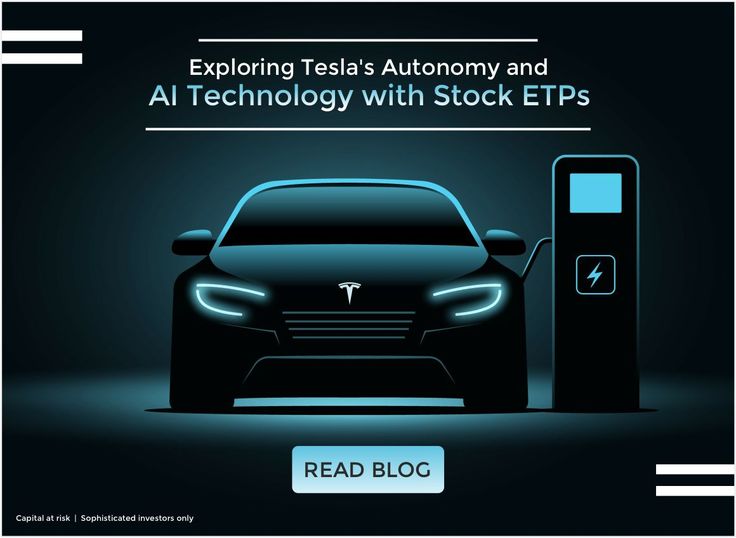 Exploring Tesla's Autonomy and
AI Technology with Stock ETPs
READ BLOG
Capital at risk | Sophisticated investors only